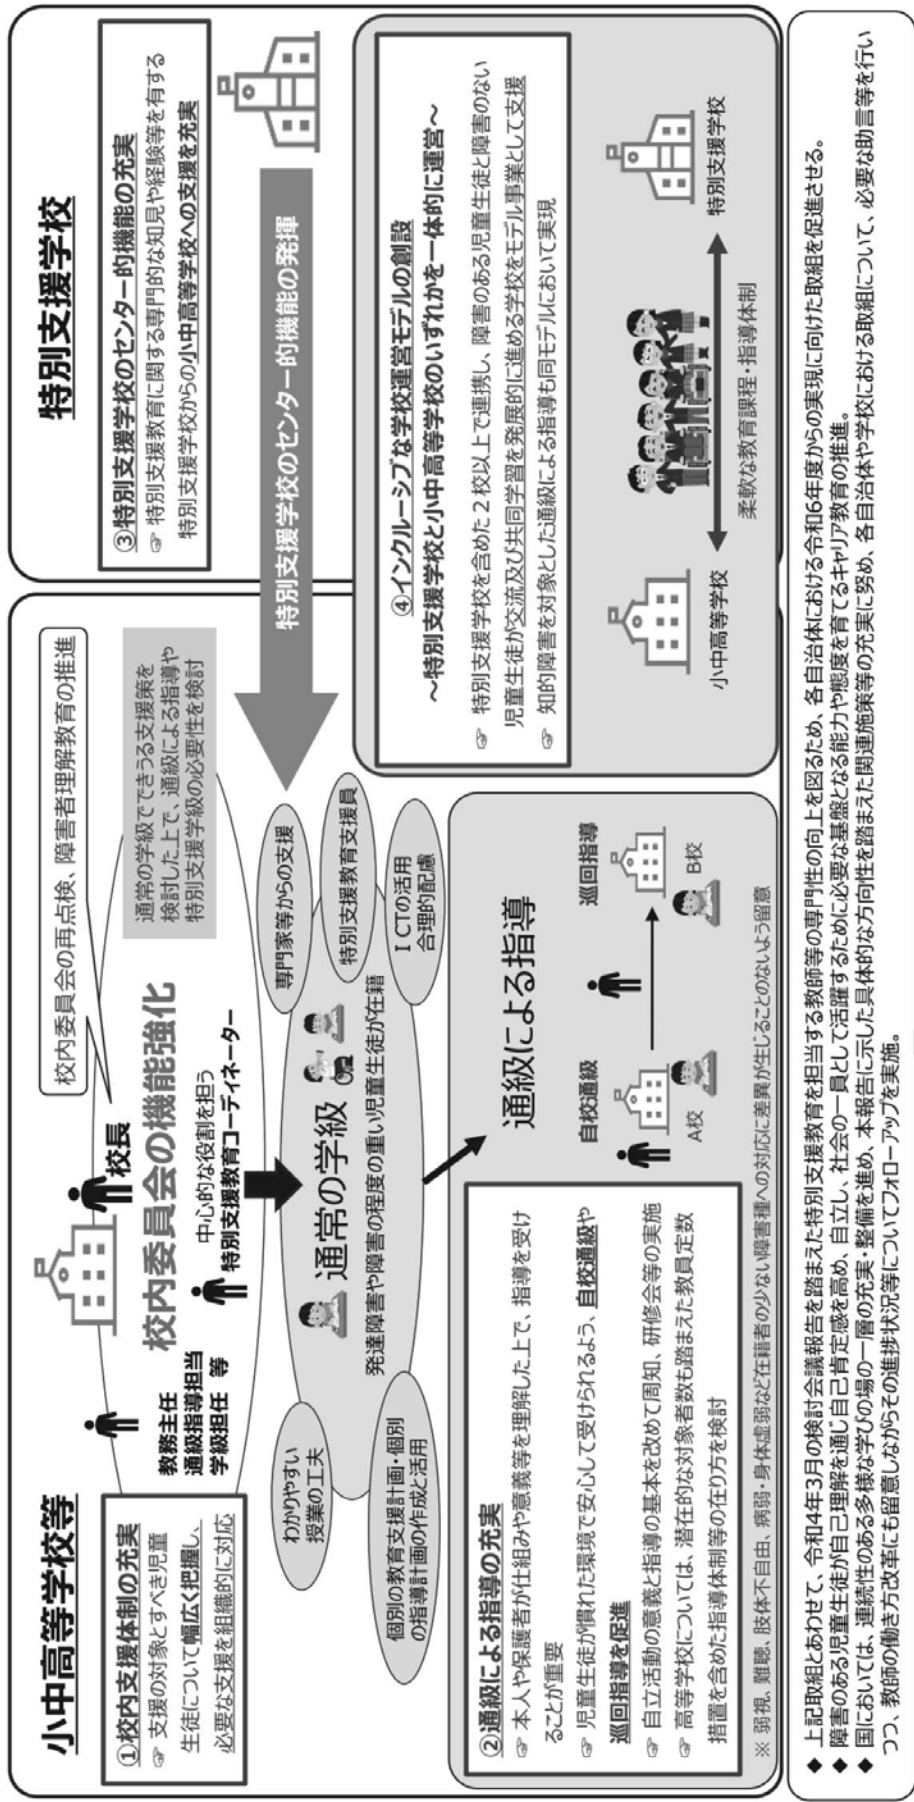 小中高等学校等
①校内支援体制の充実
☞ 支援の対象とすべき児童
生徒について幅広く把握し、
必要な支援を組織的に対応
校長
校内委員会の再点検、障害者理解教育の推進
校内委員会の機能強化
教務主任
通級指導担当
学級担任 等
中心的な役割を担う
特別支援教育コーディネーター
通常の学級でできうる支援策を
検討した上で、通級による指導や
特別支援学級の必要性を検討
通常の学級
発達障害や障害の程度の重い児童生徒が在籍
わかりやすい
授業の工夫
個別の教育支援計画・個別
の指導計画の作成と活用
専門家等からの支援
特別支援教育支援員
ICTの活用
合理的配慮
②通級による指導の充実
☞ 本人や保護者が仕組みや意義等を理解した上で、指導を受け
ることが重要
☞ 児童生徒が慣れた環境で安心して受けられるよう、自校通級や
巡回指導を促進
☞ 自立活動の意義と指導の基本を改めて周知、研修会等の実施
☞ 高等学校については、潜在的な対象者数も踏まえた教員定数
措置を含めた指導体制等の在り方を検討
通級による指導
自校通級
巡回指導
A校
B校
※ 弱視、難聴、肢体不自由、病弱・身体虚弱など在籍者の少ない障害種への対応に差異が生じることのないよう留意
特別支援学校
③特別支援学校のセンター的機能の充実
☞ 特別支援教育に関する専門的な知見や経験等を有する
特別支援学校からの小中高等学校への支援を充実
特別支援学校のセンター的機能の発揮
④インクルーシブな学校運営モデルの創設
～特別支援学校と小中高等学校のいずれかを一体的に運営～
☞ 特別支援学校を含めた２校以上で連携し、障害のある児童生徒と障害のない
児童生徒が交流及び共同学習を発展的に進める学校をモデル事業として支援
☞ 知的障害を対象とした通級による指導も同モデルにおいて実現
小中高等学校
特別支援学校
柔軟な教育課程・指導体制
◆ 上記取組とあわせて、令和4年3月の検討会議報告を踏まえた特別支援教育を担当する教師等の専門性の向上を図るため、各自治体における令和6年度からの実現に向けた取組を促進させる。
◆ 障害のある児童生徒が自己理解を通じ自己肯定感を高め、自立し、社会の一員として活躍するために必要な基盤となる能力や態度を育てるキャリア教育の推進。
◆ 国においては、連続性のある多様な学びの場の一層の充実・整備を進め、本報告に示した具体的な方向性を踏まえた関連施策等の充実に努め、各自治体や学校における取組について、必要な助言等を行い
つつ、教師の働き方改革にも留意しながらその進捗状況等についてフォローアップを実施。